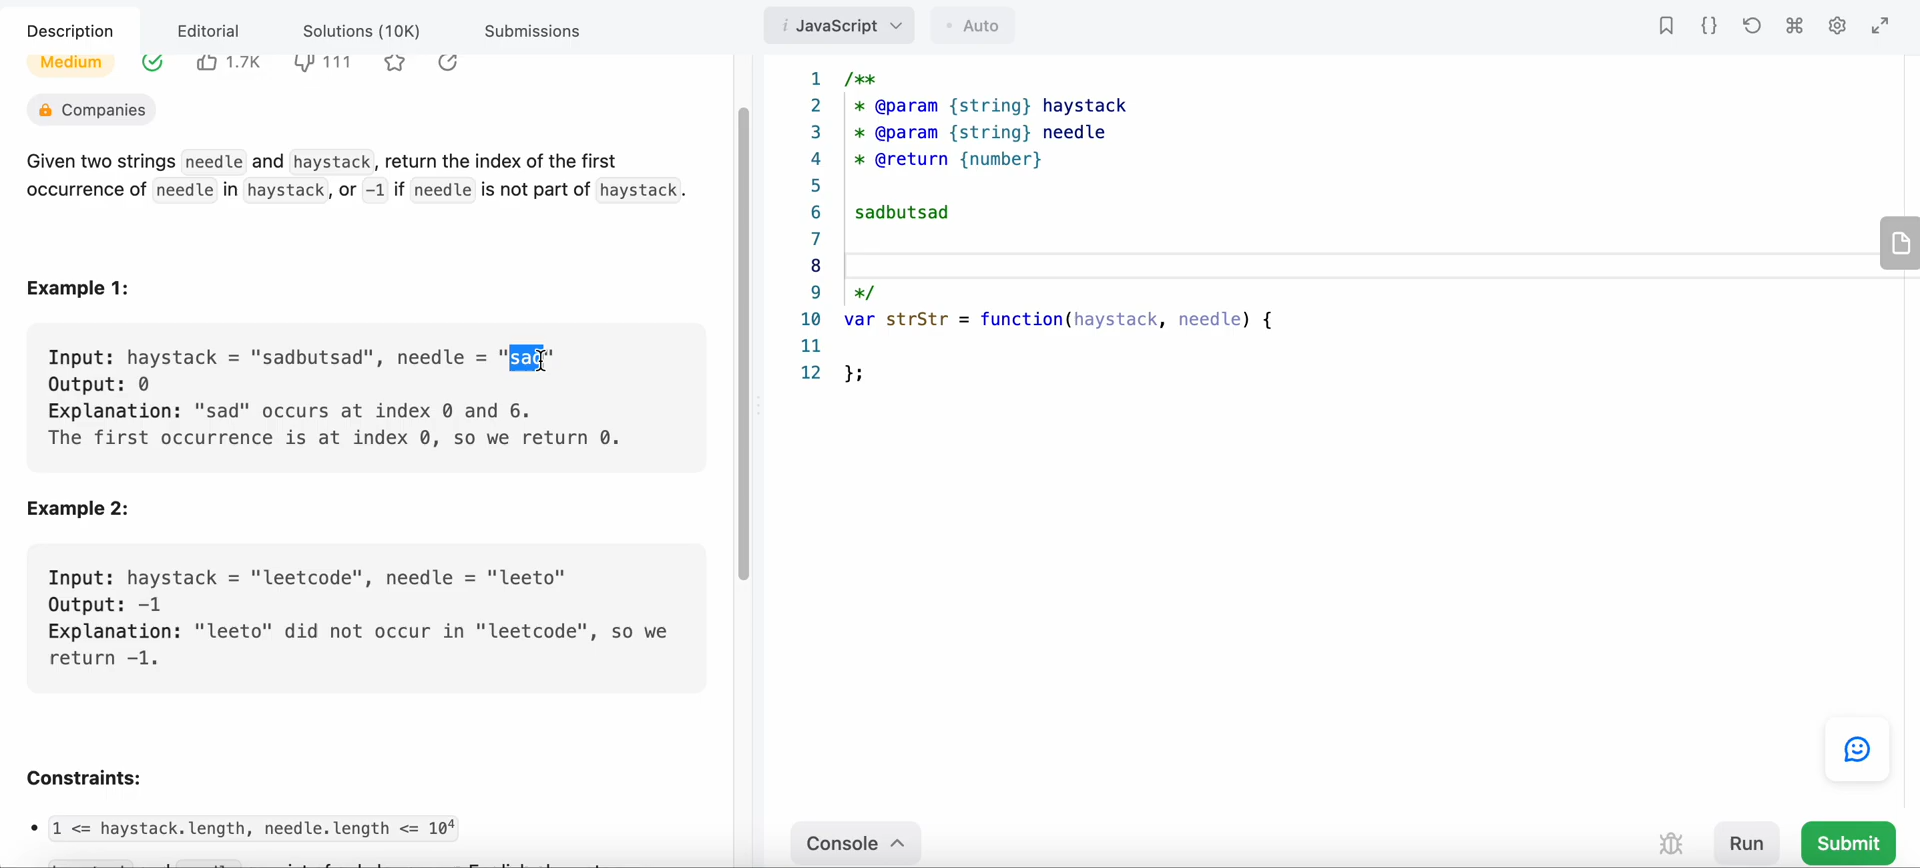 Description Editorial Solutions (10K) Submissions
Medium 1.7K 111
Companies
Given two strings needle and haystack, return the index of the first
occurrence of needle in haystack, or -1 if needle is not part of haystack.
Example 1:
Input: haystack = "sadbutsad", needle = "sad"
Output: 0
Explanation: "sad" occurs at index 0 and 6.
The first occurrence is at index 0, so we return 0.
Example 2:
Input: haystack = "leetcode", needle = "leeto"
Output: -1
Explanation: "leeto" did not occur in "leetcode", so we
return -1.
Constraints:
• 1 <= haystack.length, needle.length <= 10⁴
i JavaScript • Auto
1 /**
2 * @param {string} haystack
3 * @param {string} needle
4 * @return {number}
5
6 sadbutsad
7
8
9 */
10 var strStr = function(haystack, needle) {
11
12 };
Console Run Submit